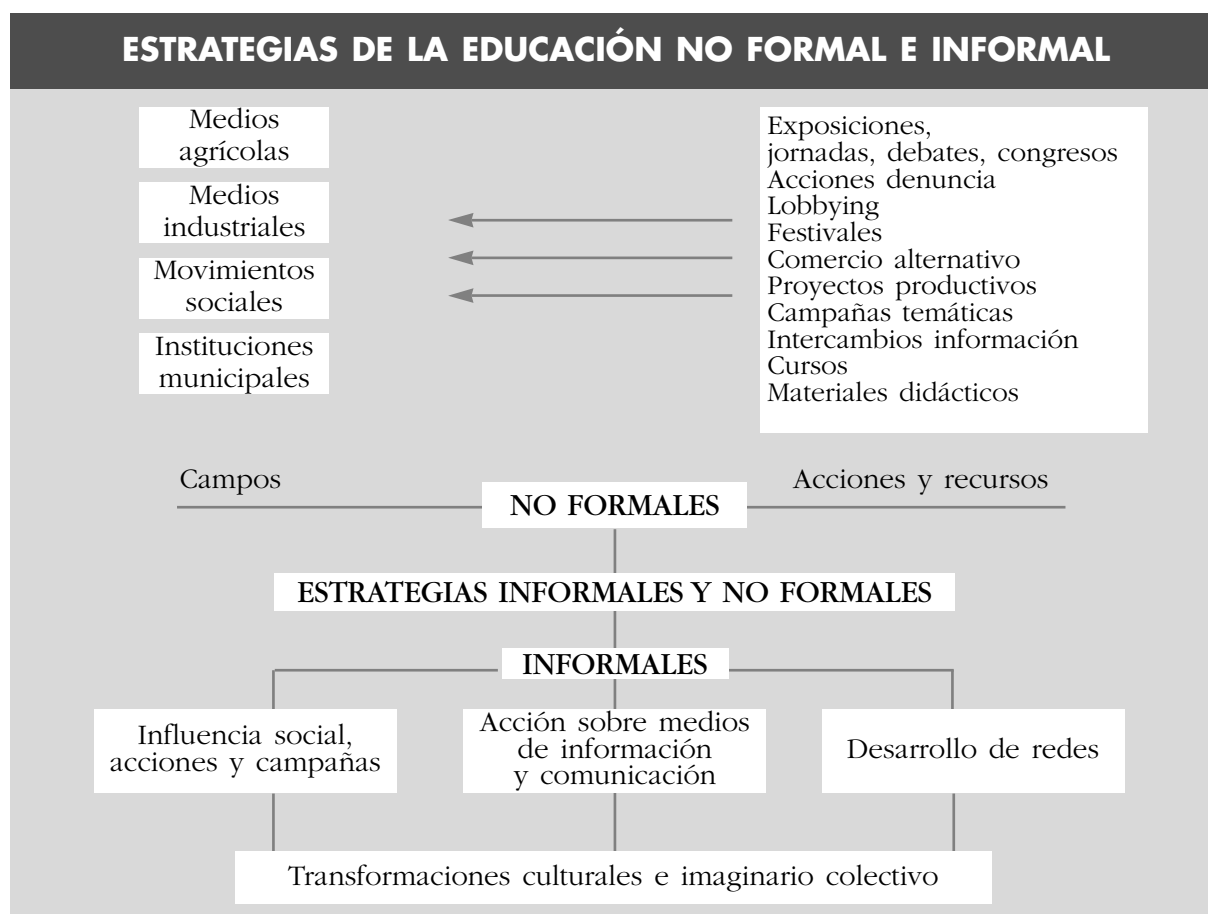 ESTRATEGIAS DE LA EDUCACIÓN NO FORMAL E INFORMAL
Medios
agrícolas
Medios
industriales
Movimientos
sociales
Instituciones
municipales
Exposiciones,
jornadas, debates, congresos
Acciones denuncia
Lobbying
Festivales
Comercio alternativo
Proyectos productivos
Campañas temáticas
Intercambios información
Cursos
Materiales didácticos
Campos
Acciones y recursos
NO FORMALES
ESTRATEGIAS INFORMALES Y NO FORMALES
INFORMALES
Influencia social,
acciones y campañas
Acción sobre medios
de información
y comunicación
Desarrollo de redes
Transformaciones culturales e imaginario colectivo